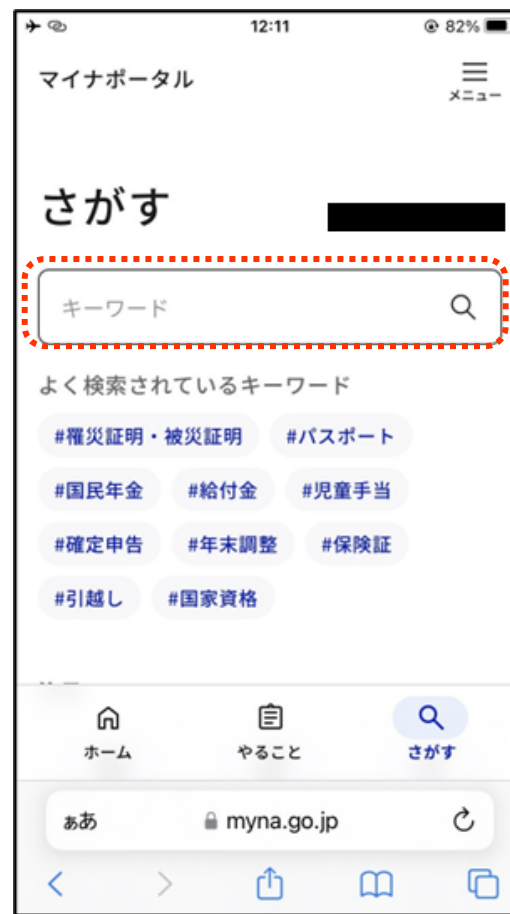 12:11 82%
マイナポータル
メニュー
さがす
キーワード
よく検索されているキーワード
#罹災証明・被災証明 #パスポート
#国民年金 #給付金 #児童手当
#確定申告 #年末調整 #保険証
#引越し #国家資格
ホーム やること さがす
ぁあ myna.go.jp